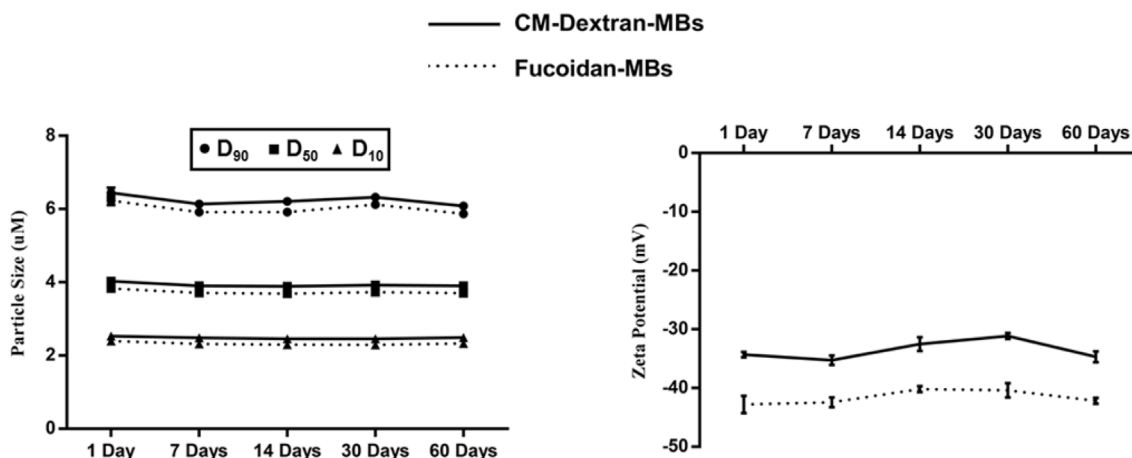 CM-Dextran-MBs
Fucoidan-MBs
D90 D50 D10
Particle Size (uM)
8
6
4
2
0
1 Day 7 Days 14 Days 30 Days 60 Days
1 Day 7 Days 14 Days 30 Days 60 Days
Zeta Potential (mV)
0
-10
-20
-30
-40
-50